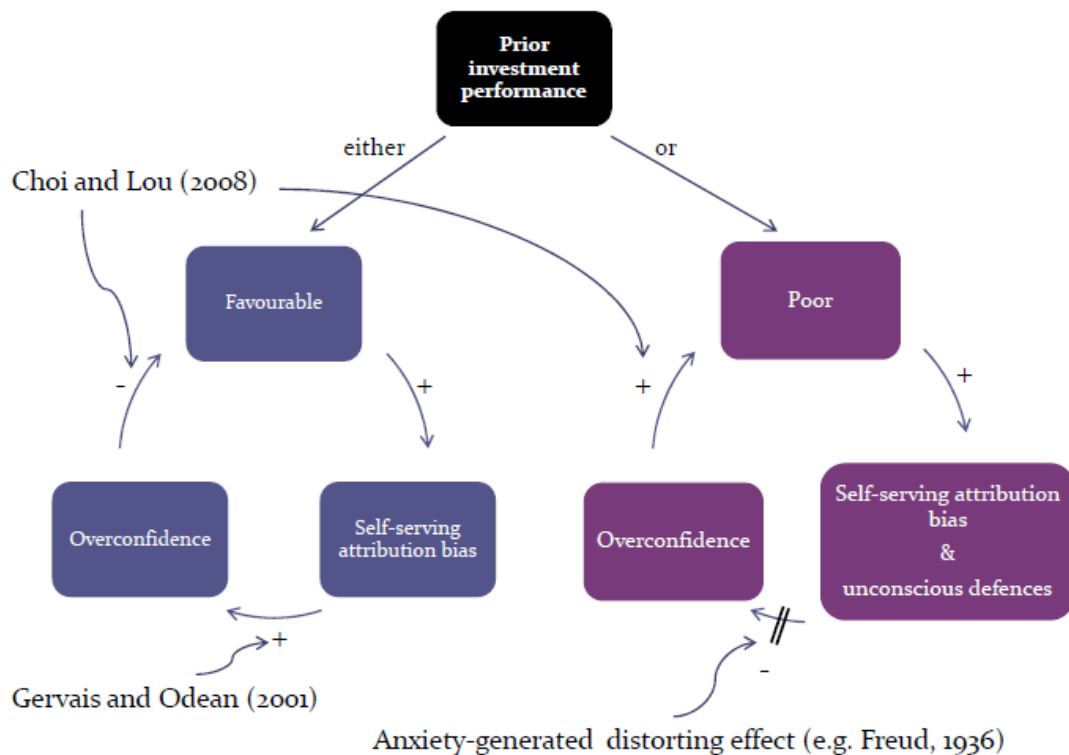 Prior
investment
performance
either
or
Choi and Lou (2008)
Favourable
Poor
-
+
+
+
Overconfidence
Self-serving
attribution bias
Overconfidence
Self-serving attribution
bias
&
unconscious defences
+
-
Gervais and Odean (2001)
Anxiety-generated distorting effect (e.g. Freud, 1936)